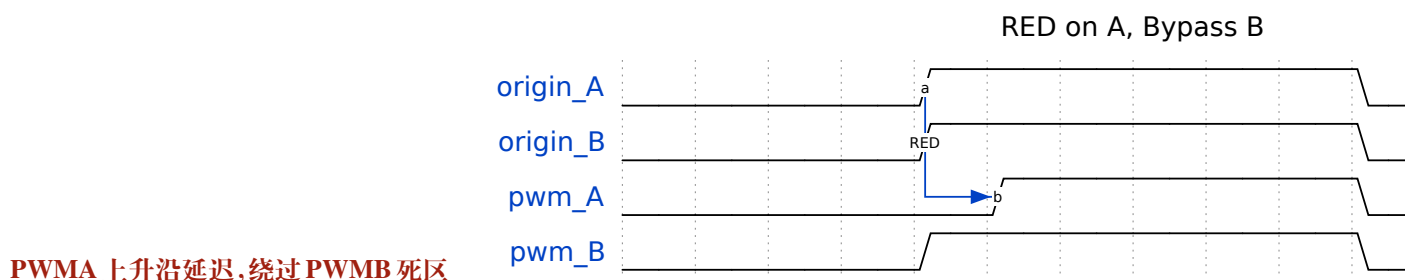 RED on A, Bypass B
origin_A
a
origin_B
RED
pwm_A
b
pwm_B
PWMA 上升沿延迟,绕过 PWMB 死区